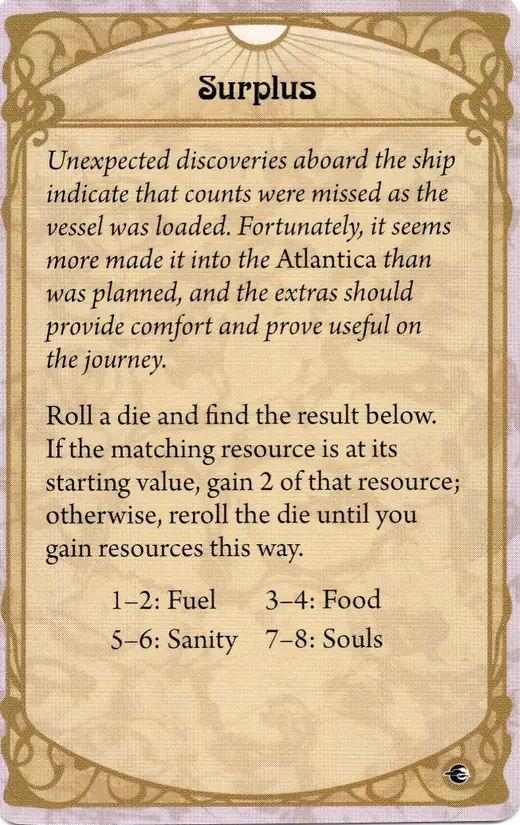 Surplus
Unexpected discoveries aboard the ship
indicate that counts were missed as the
vessel was loaded. Fortunately, it seems
more made it into the Atlantica than
was planned, and the extras should
provide comfort and prove useful on
the journey.
Roll a die and find the result below.
If the matching resource is at its
starting value, gain 2 of that resource;
otherwise, reroll the die until you
gain resources this way.
1–2: Fuel 3–4: Food
5–6: Sanity 7–8: Souls